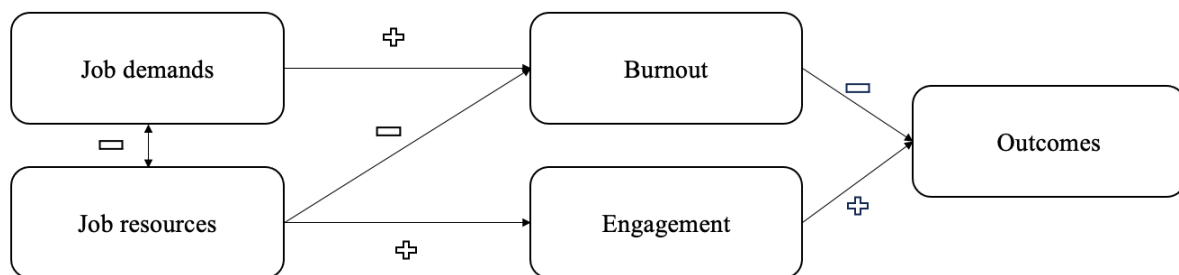 Job demands
Burnout
Outcomes
Job resources
Engagement